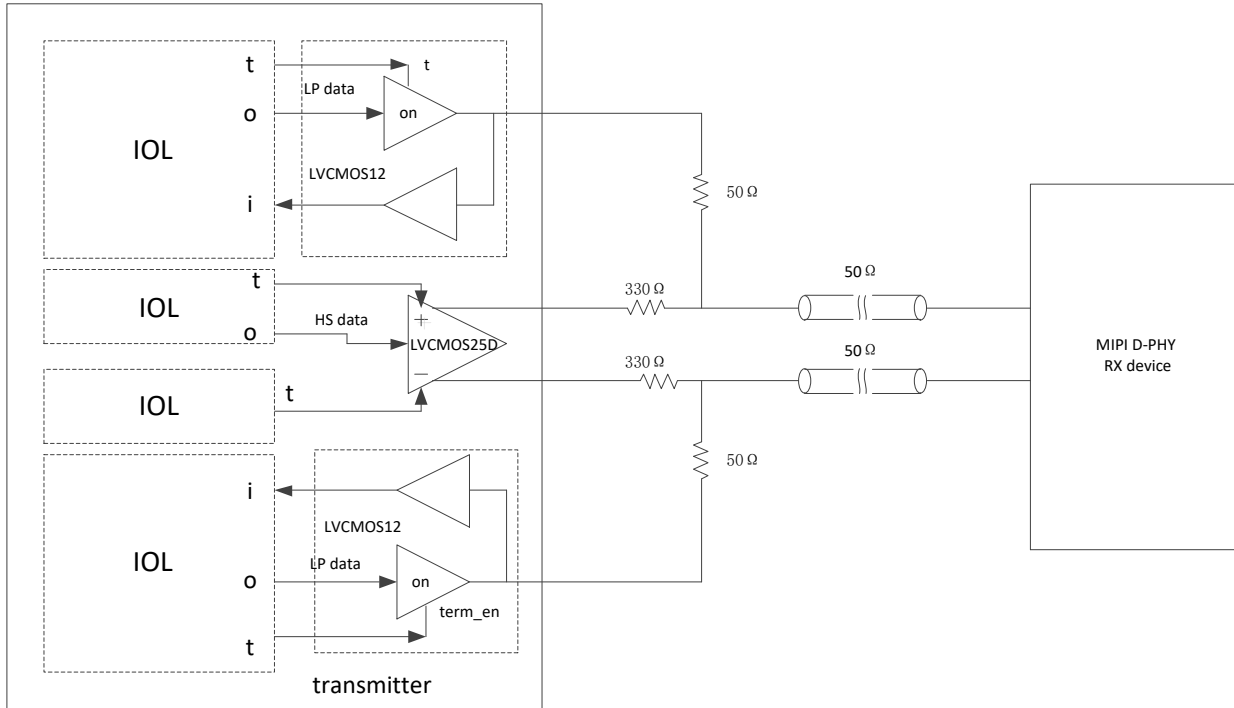 t
t
LP data
o
on
IOL
50 Ω
LVCMOS12
i
t
IOL
+
o
HS data
LVCMOS25D
330 Ω
50 Ω
MIPI D-PHY
RX device
−
330 Ω
50 Ω
t
IOL
50 Ω
i
LVCMOS12
IOL
LP data
o
on
term_en
t
transmitter